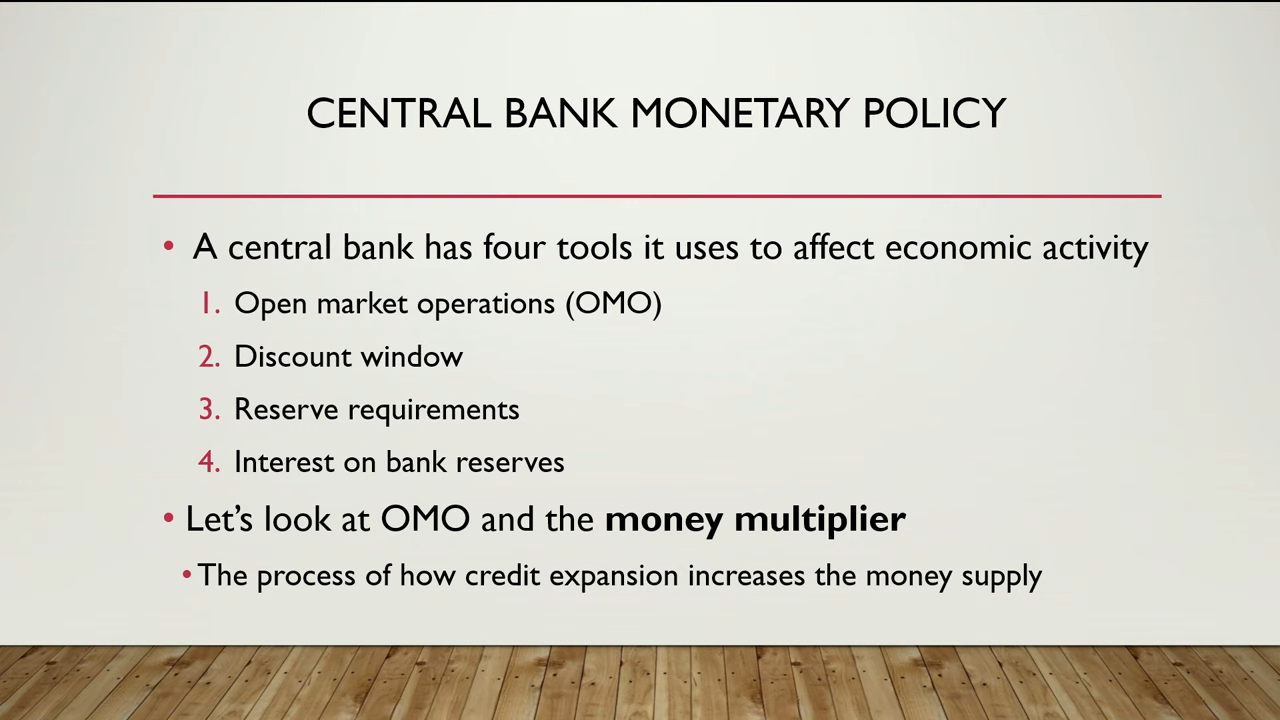 CENTRAL BANK MONETARY POLICY
• A central bank has four tools it uses to affect economic activity
1. Open market operations (OMO)
2. Discount window
3. Reserve requirements
4. Interest on bank reserves
• Let’s look at OMO and the money multiplier
• The process of how credit expansion increases the money supply